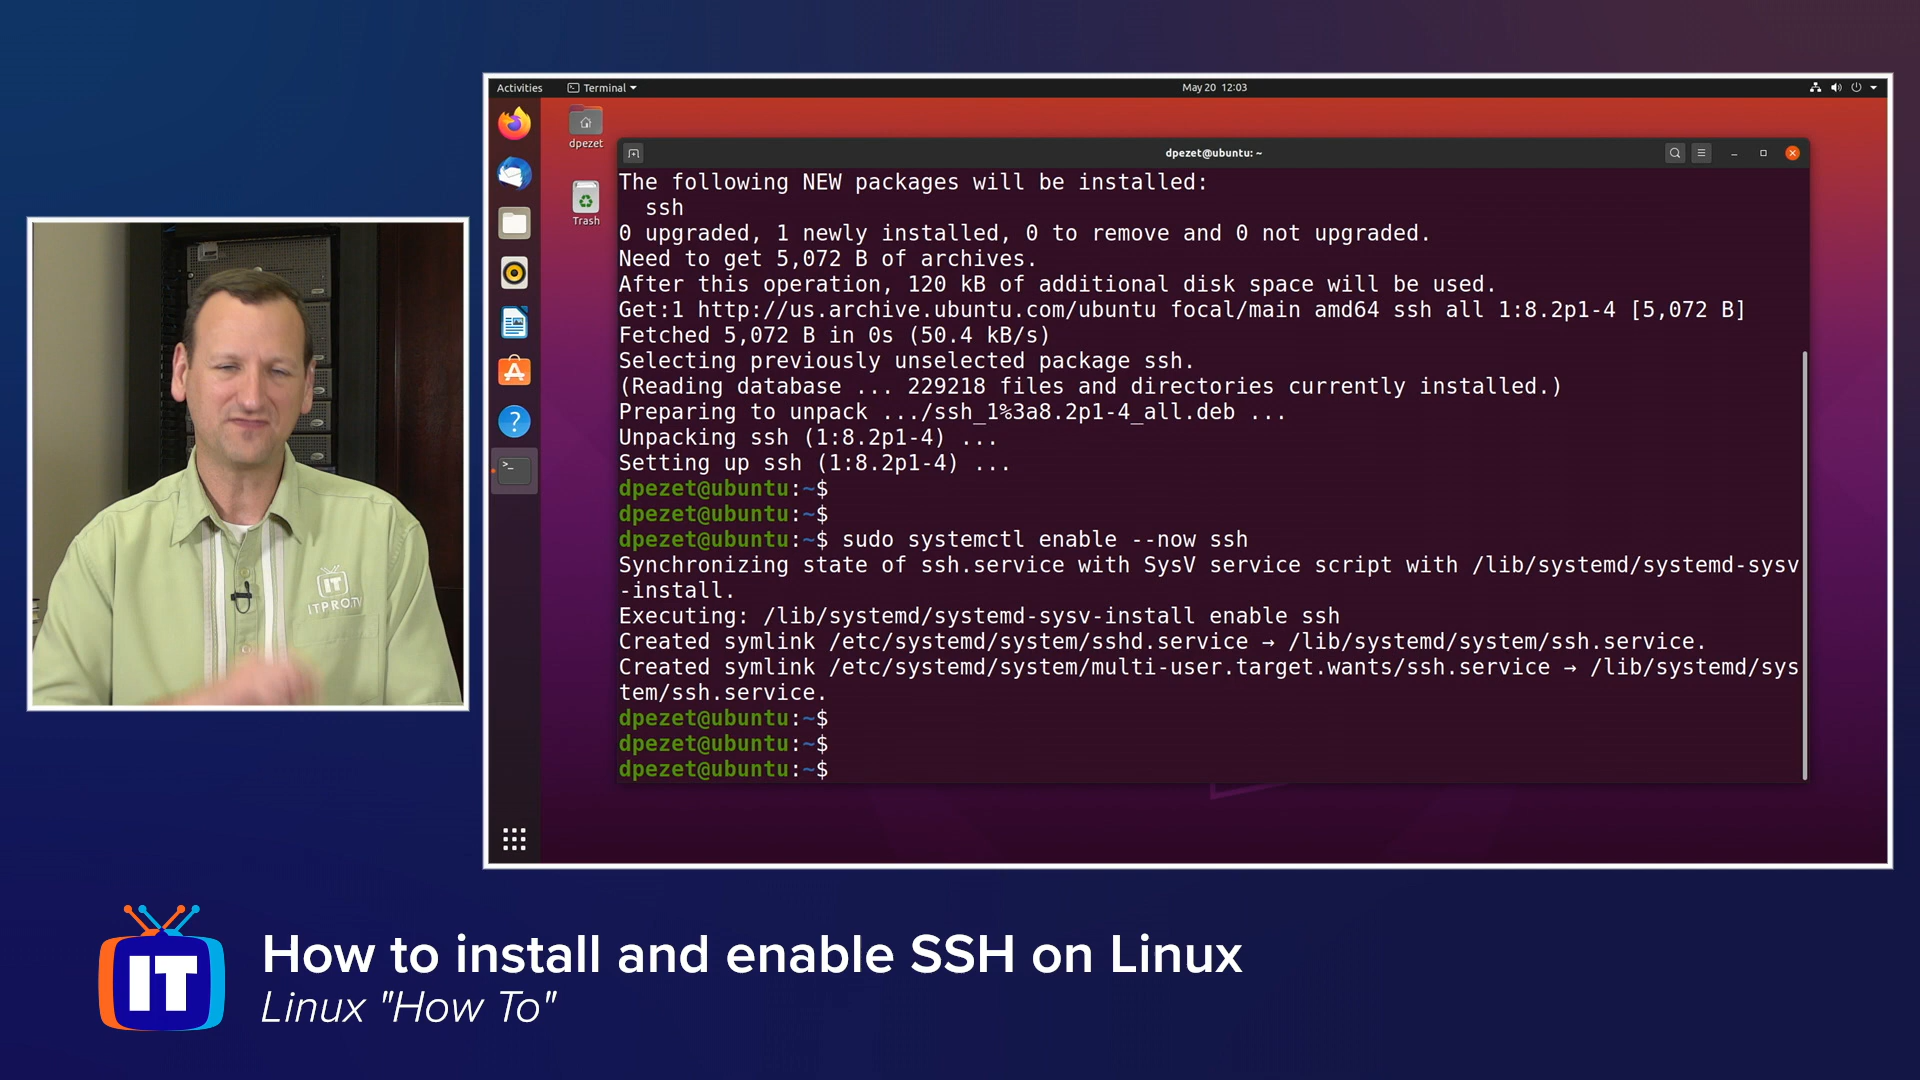 Activities
Terminal
May 20 12:03
dpezet
Trash
dpezet@ubuntu: ~
The following NEW packages will be installed:
  ssh
0 upgraded, 1 newly installed, 0 to remove and 0 not upgraded.
Need to get 5,072 B of archives.
After this operation, 120 kB of additional disk space will be used.
Get:1 http://us.archive.ubuntu.com/ubuntu focal/main amd64 ssh all 1:8.2p1-4 [5,072 B]
Fetched 5,072 B in 0s (50.4 kB/s)
Selecting previously unselected package ssh.
(Reading database ... 229218 files and directories currently installed.)
Preparing to unpack .../ssh_1%3a8.2p1-4_all.deb ...
Unpacking ssh (1:8.2p1-4) ...
Setting up ssh (1:8.2p1-4) ...
dpezet@ubuntu:~$
dpezet@ubuntu:~$
dpezet@ubuntu:~$ sudo systemctl enable --now ssh
Synchronizing state of ssh.service with SysV service script with /lib/systemd/systemd-sysv
-install.
Executing: /lib/systemd/systemd-sysv-install enable ssh
Created symlink /etc/systemd/system/sshd.service → /lib/systemd/system/ssh.service.
Created symlink /etc/systemd/system/multi-user.target.wants/ssh.service → /lib/systemd/sys
tem/ssh.service.
dpezet@ubuntu:~$
dpezet@ubuntu:~$
dpezet@ubuntu:~$
IT
ITPRO.TV
IT
How to install and enable SSH on Linux
Linux "How To"